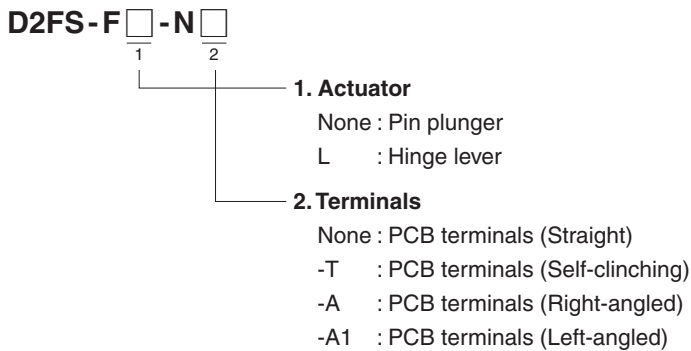 D2FS-F□-N□
1 2
1. Actuator
None : Pin plunger
L : Hinge lever
2. Terminals
None : PCB terminals (Straight)
-T : PCB terminals (Self-clinching)
-A : PCB terminals (Right-angled)
-A1 : PCB terminals (Left-angled)